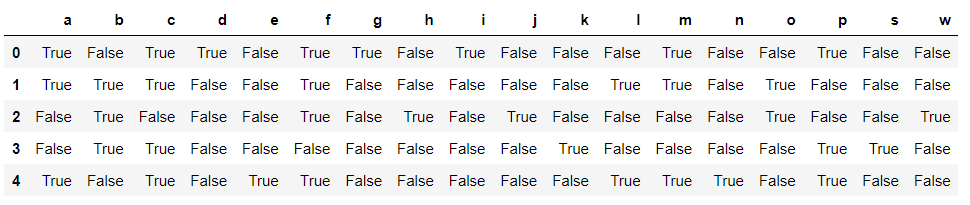 a b c d e f g h i j k l m n o p s w
0 True False True True False True True False True False False False True False False True False False
1 True True True False False True False False False False False True True False True False False False
2 False True False False False True False True False True False False False False True False False True
3 False True True False False False False False False False True False False False False True True False
4 True False True False True True False False False False False True True True False True False False